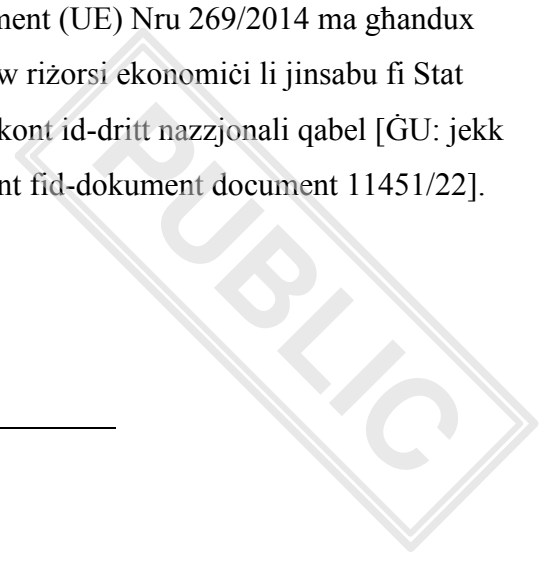 ment (UE) Nru 269/2014 ma għandux
w riżorsi ekonomiċi li jinsabu fi Stat
kont id-dritt nazzjonali qabel [ĠU: jekk
nt fid-dokument document 11451/22].
PUBLIC